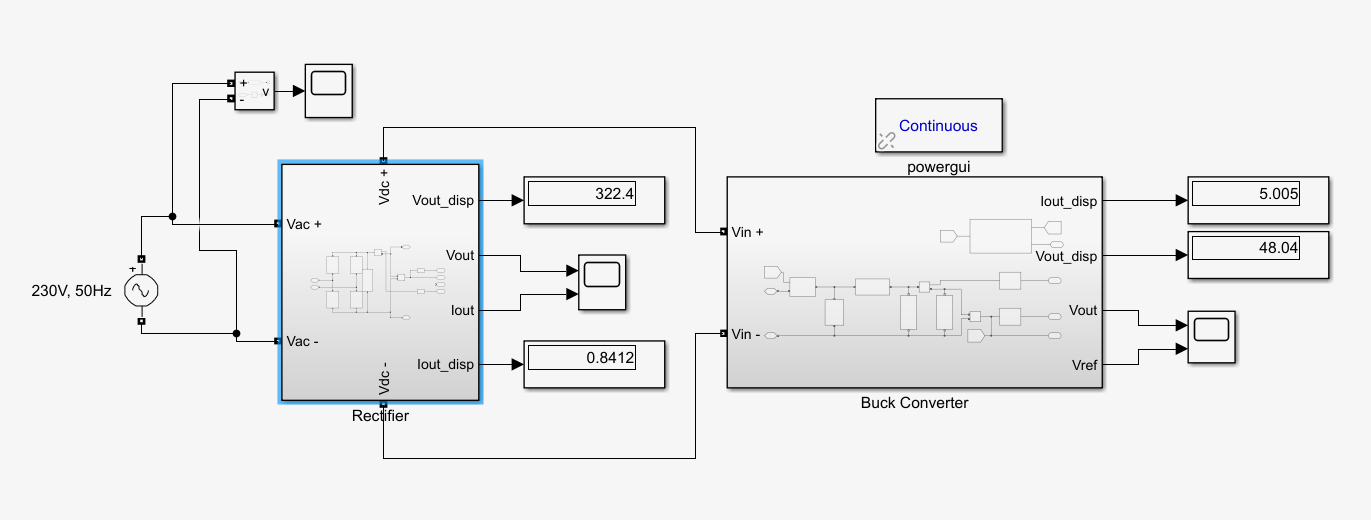 +
-
v
Continuous
powergui
230V, 50Hz
+
Vac +
Vac -
Vdc +
Vdc -
Vout_disp
Vout
Iout
Iout_disp
Rectifier
322.4
0.8412
Vin +
Vin -
Iout_disp
Vout_disp
Vout
Vref
Buck Converter
5.005
48.04